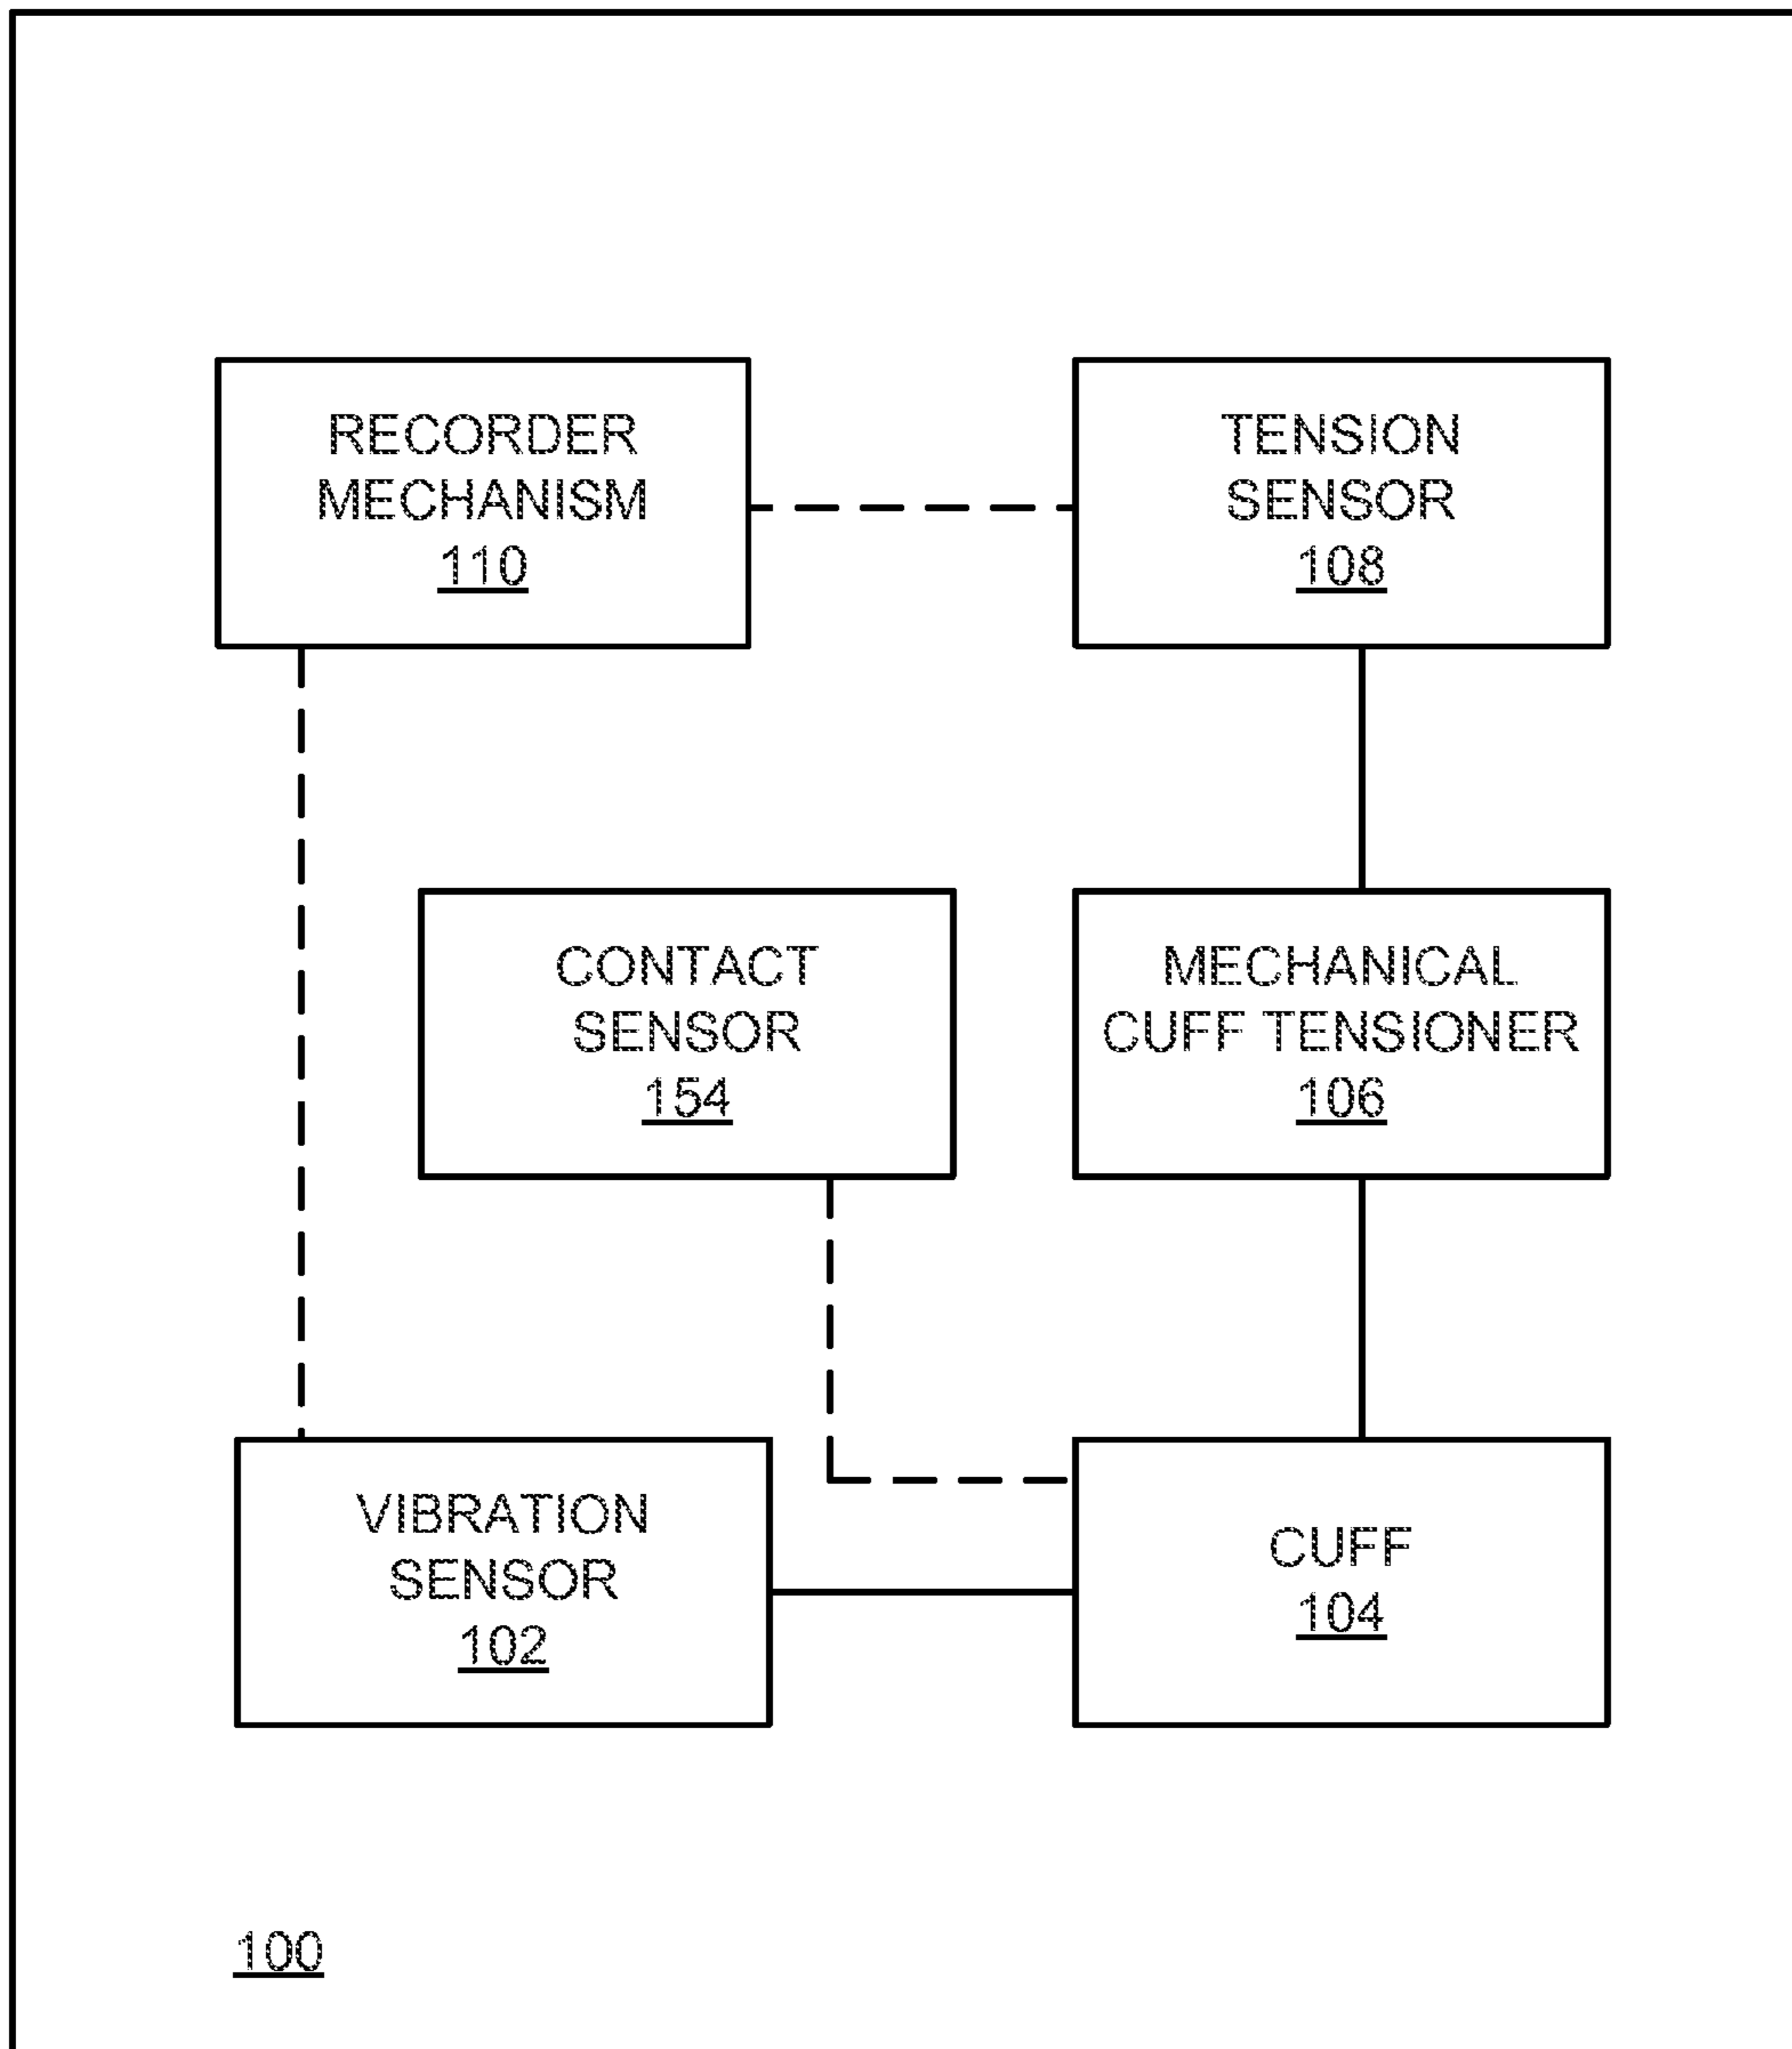 RECORDER
MECHANISM
110
TENSION
SENSOR
108
CONTACT
SENSOR
154
MECHANICAL
CUFF TENSIONER
106
VIBRATION
SENSOR
102
CUFF
104
100